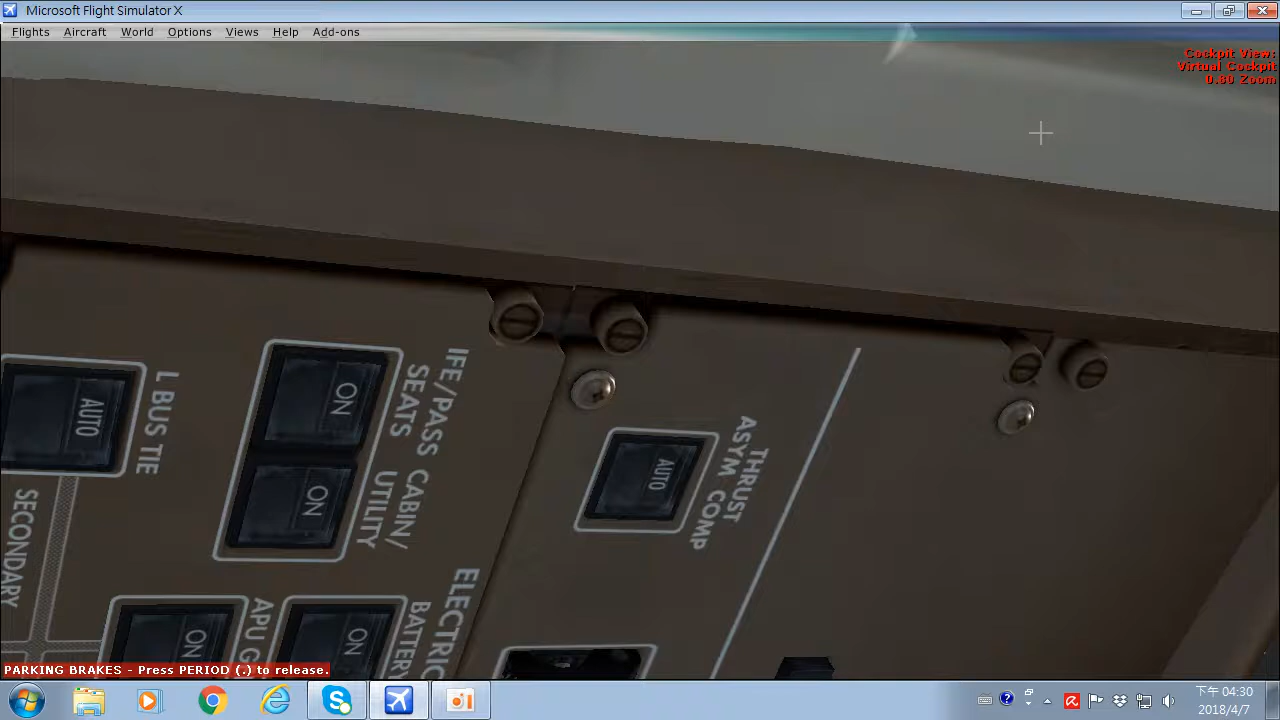 Microsoft Flight Simulator X
Flights Aircraft World Options Views Help Add-ons
Cockpit View:
Virtual Cockpit
0.80 Zoom
AUTO
L BUS TIE
ON
IFE/PASS
SEATS
ON
CABIN/
UTILITY
AUTO
THRUST
ASYM COMP
SECONDARY
ELECTRIC
ON
APU G
ON
BATTERY
PARKING BRAKES - Press PERIOD (.) to release.
下午 04:30
2018/4/7